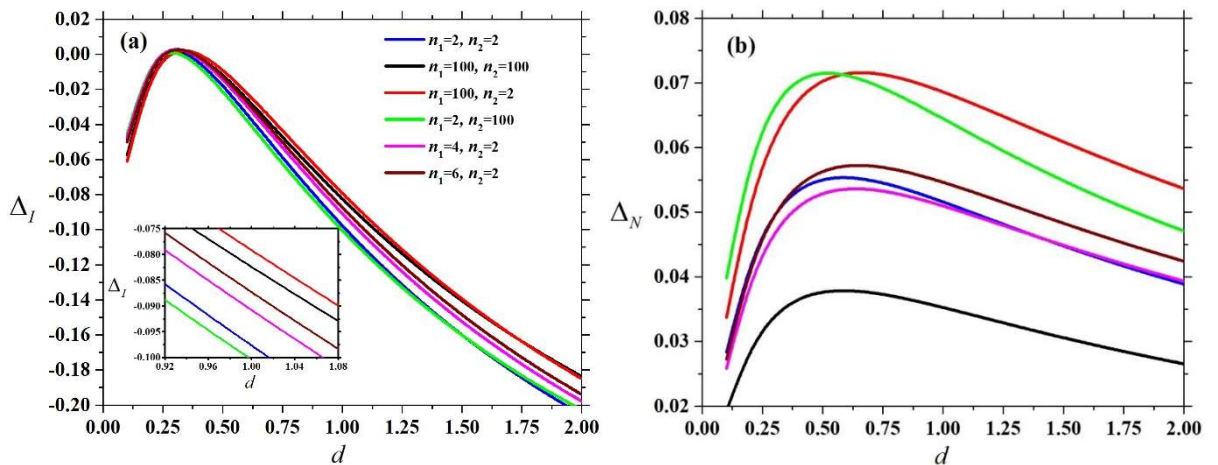 (a)
n1=2, n2=2
n1=100, n2=100
n1=100, n2=2
n1=2, n2=100
n1=4, n2=2
n1=6, n2=2
0.02
0.00
-0.02
-0.04
-0.06
-0.08
-0.10
-0.12
-0.14
-0.16
-0.18
-0.20
ΔI
0.00 0.25 0.50 0.75 1.00 1.25 1.50 1.75 2.00
d
-0.075
-0.080
-0.085
-0.090
-0.095
-0.100
ΔI
0.92 0.96 1.00 1.04 1.08
d
(b)
0.08
0.07
0.06
0.05
0.04
0.03
0.02
ΔN
0.00 0.25 0.50 0.75 1.00 1.25 1.50 1.75 2.00
d